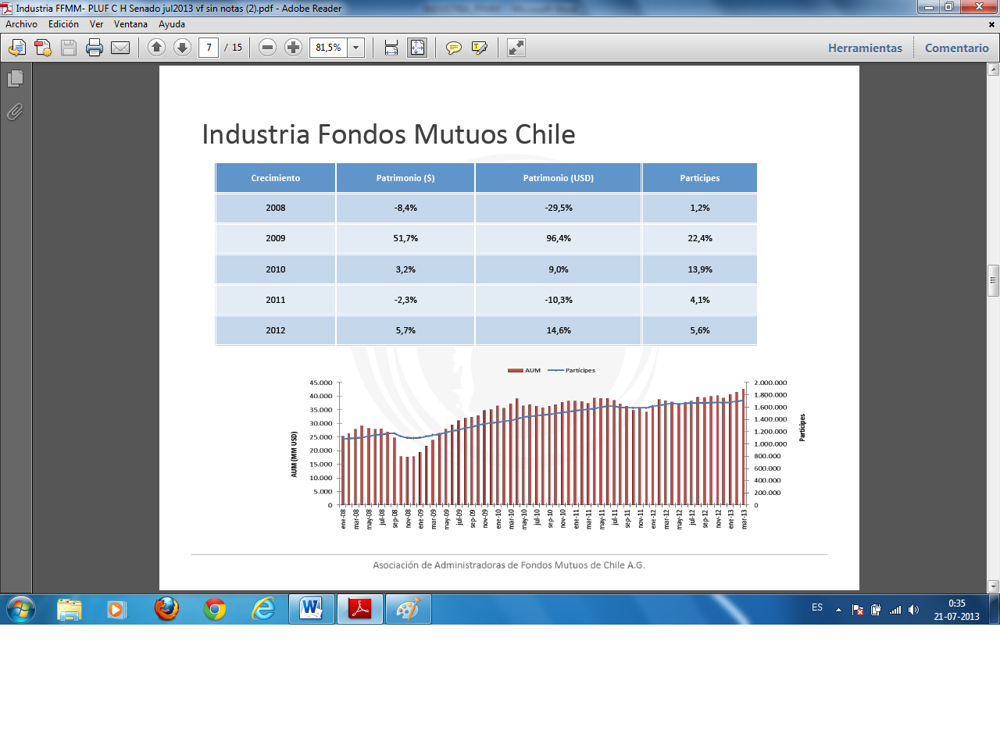 Industria FFMM- PLUF C H Senado jul2013 vf sin notas (2).pdf - Adobe Reader
Archivo Edición Ver Ventana Ayuda
7 / 15 81,5% Herramientas Comentario
Industria Fondos Mutuos Chile
Crecimiento Patrimonio ($) Patrimonio (USD) Partícipes
2008 -8,4% -29,5% 1,2%
2009 51,7% 96,4% 22,4%
2010 3,2% 9,0% 13,9%
2011 -2,3% -10,3% 4,1%
2012 5,7% 14,6% 5,6%
AUM Partícipes
45.000 2.000.000
40.000 1.800.000
35.000 1.600.000
30.000 1.400.000
25.000 1.200.000
20.000 1.000.000
15.000 800.000
10.000 600.000
5.000 400.000
0 200.000
0
AUM (MM USD)
Partícipes
ene-08 mar-08 may-08 jul-08 sep-08 nov-08 ene-09 mar-09 may-09 jul-09 sep-09 nov-09 ene-10 mar-10 may-10 jul-10 sep-10 nov-10 ene-11 mar-11 may-11 jul-11 sep-11 nov-11 ene-12 mar-12 may-12 jul-12 sep-12 nov-12 ene-13 mar-13
Asociación de Administradoras de Fondos Mutuos de Chile A.G.
ES 0:35
21-07-2013